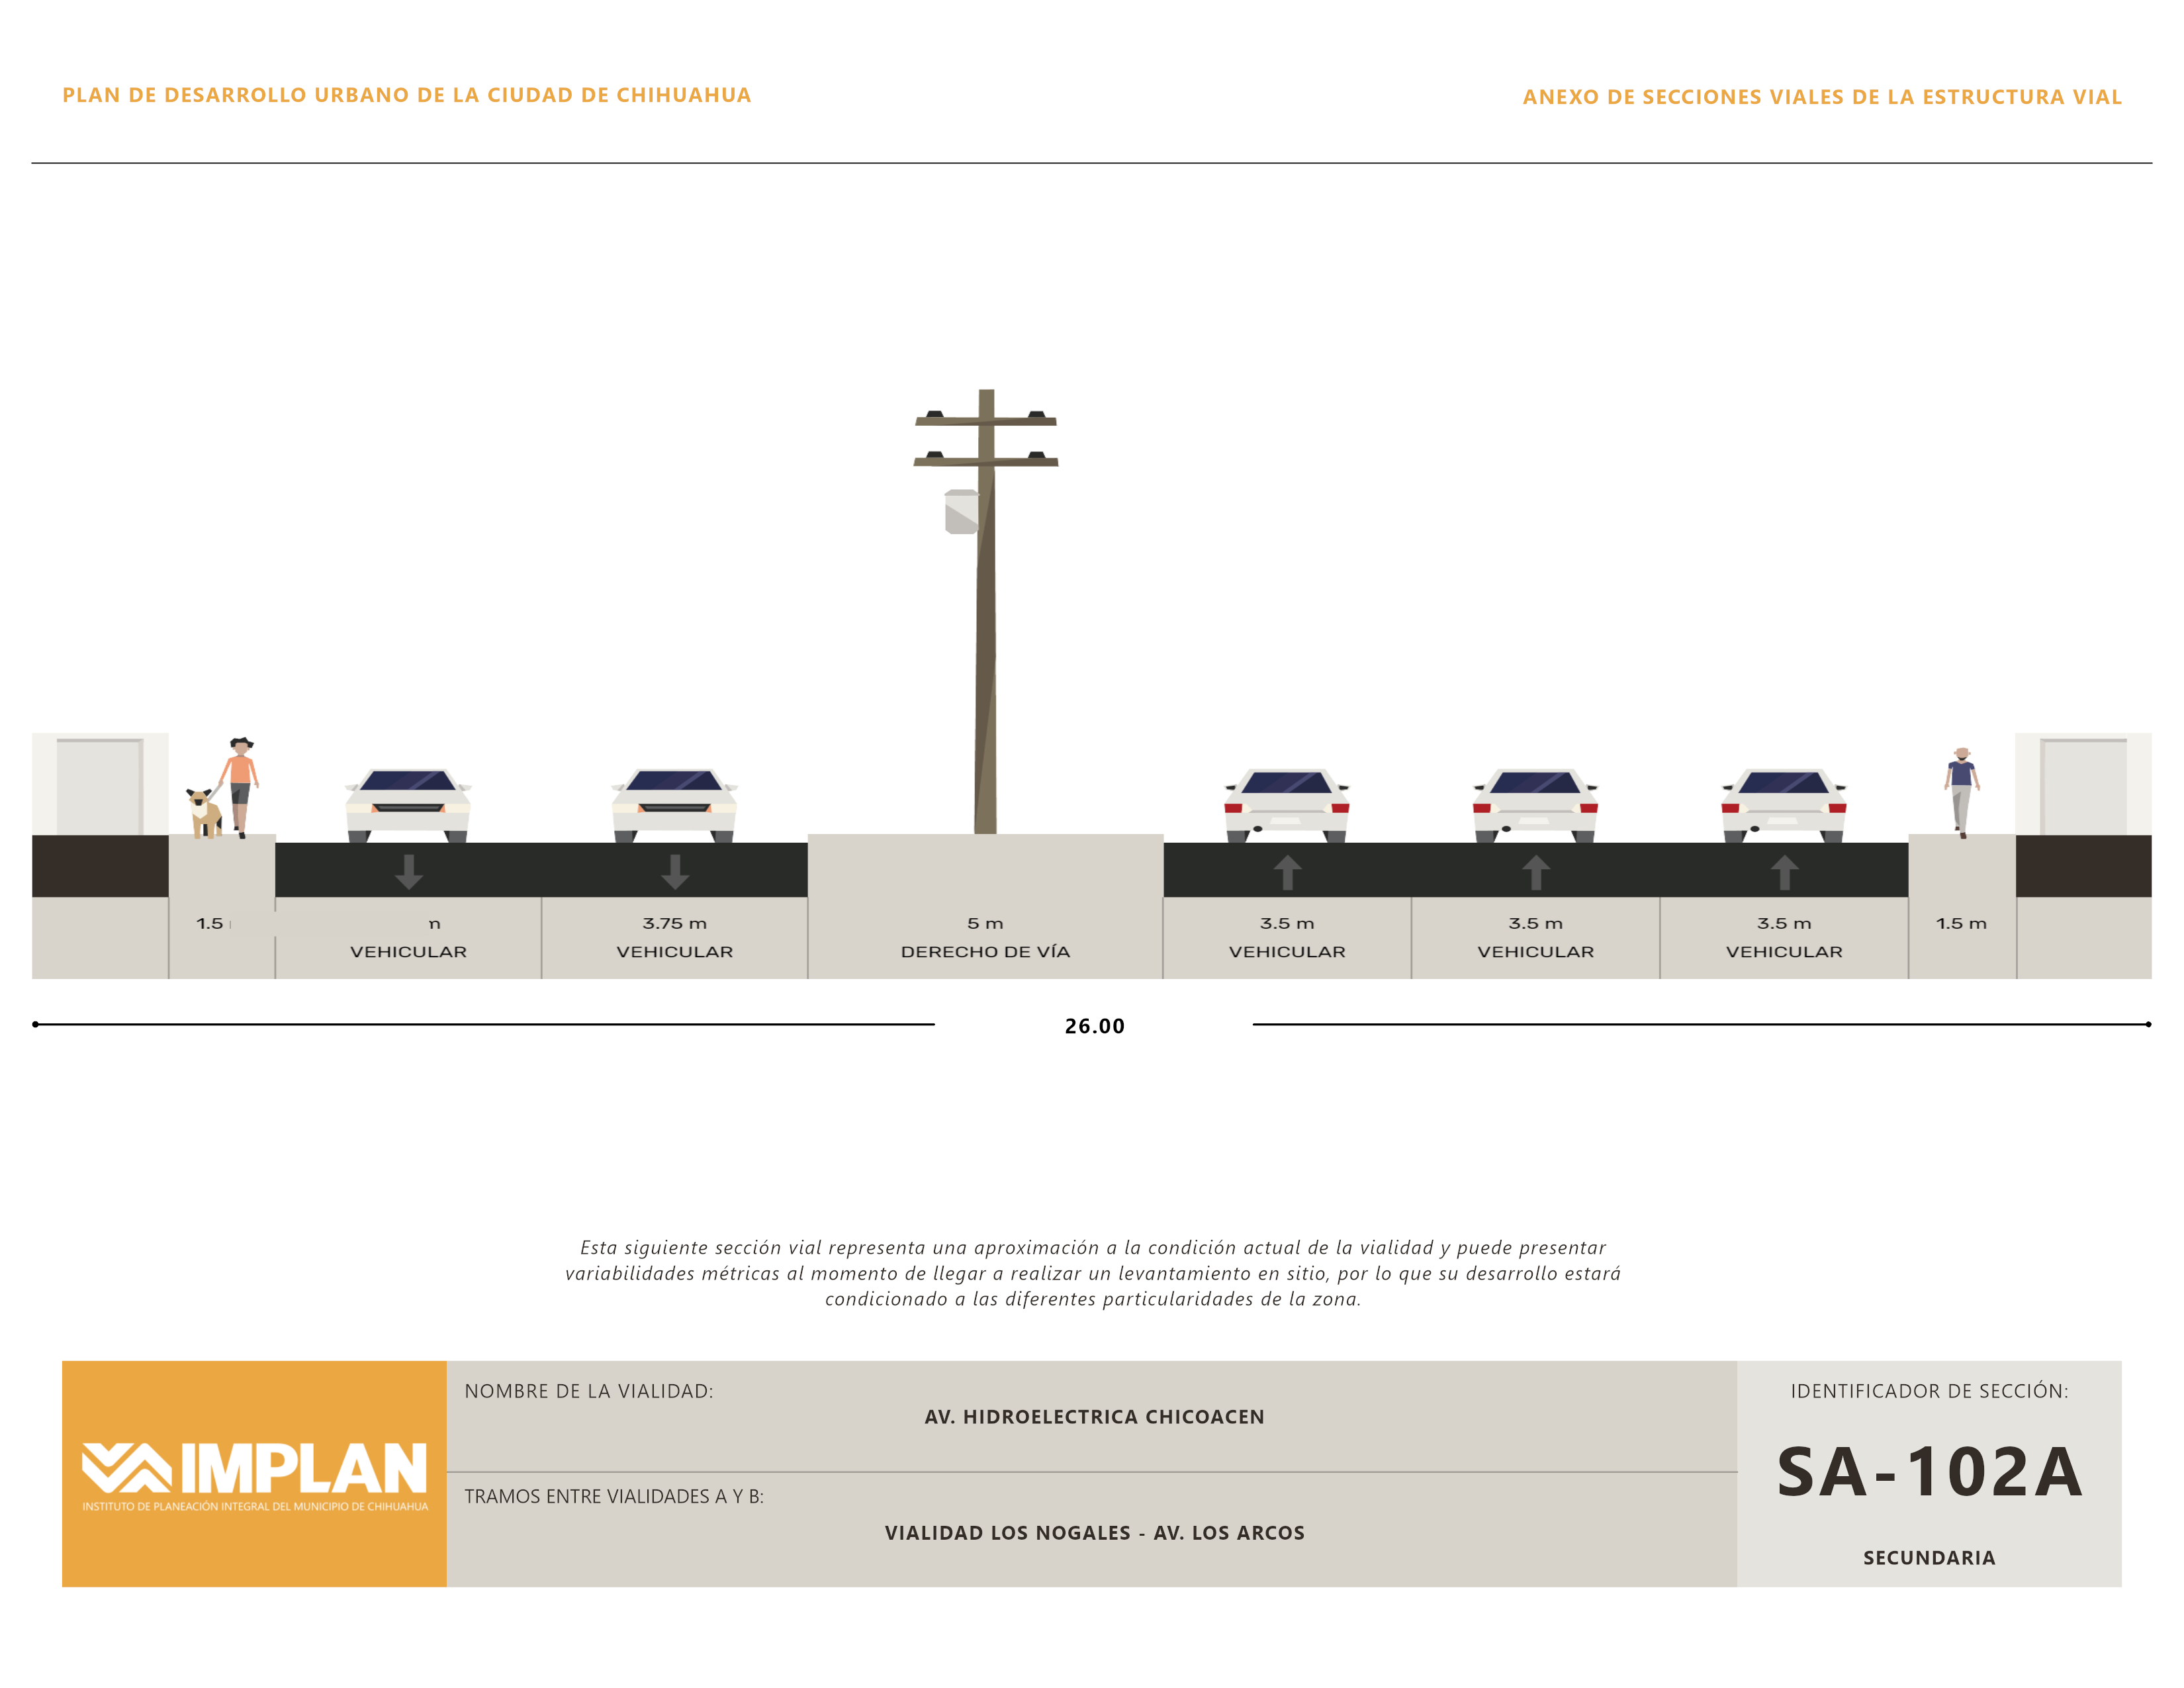 PLAN DE DESARROLLO URBANO DE LA CIUDAD DE CHIHUAHUA
ANEXO DE SECCIONES VIALES DE LA ESTRUCTURA VIAL
1.5
3.75 m
5 m
3.5 m
3.5 m
3.5 m
1.5 m
VEHICULAR
VEHICULAR
DERECHO DE VÍA
VEHICULAR
VEHICULAR
VEHICULAR
26.00
Esta siguiente sección vial representa una aproximación a la condición actual de la vialidad y puede presentar
variabilidades métricas al momento de llegar a realizar un levantamiento en sitio, por lo que su desarrollo estará
condicionado a las diferentes particularidades de la zona.
IMPLAN
INSTITUTO DE PLANEACIÓN INTEGRAL DEL MUNICIPIO DE CHIHUAHUA
NOMBRE DE LA VIALIDAD:
AV. HIDROELECTRICA CHICOACEN
TRAMOS ENTRE VIALIDADES A Y B:
VIALIDAD LOS NOGALES - AV. LOS ARCOS
IDENTIFICADOR DE SECCIÓN:
SA-102A
SECUNDARIA